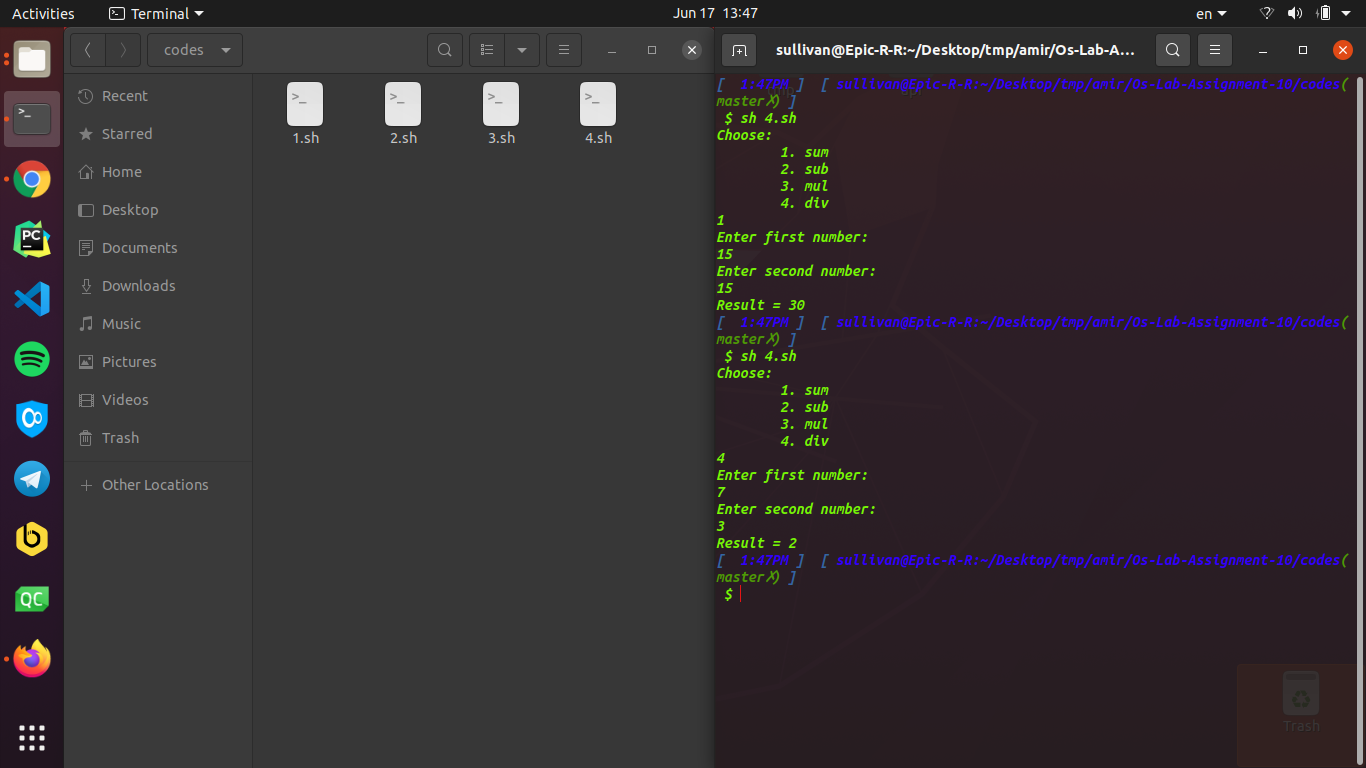 Activities
Terminal
Jun 17 13:47
en
codes
sullivan@Epic-R-R:~/Desktop/tmp/amir/Os-Lab-A...
Recent
Starred
Home
Desktop
Documents
Downloads
Music
Pictures
Videos
Trash
Other Locations
1.sh
2.sh
3.sh
4.sh
[ 1:47PM ] [ sullivan@Epic-R-R:~/Desktop/tmp/amir/Os-Lab-Assignment-10/codes(
master✗) ]
$ sh 4.sh
Choose:
1. sum
2. sub
3. mul
4. div
1
Enter first number:
15
Enter second number:
15
Result = 30
[ 1:47PM ] [ sullivan@Epic-R-R:~/Desktop/tmp/amir/Os-Lab-Assignment-10/codes(
master✗) ]
$ sh 4.sh
Choose:
1. sum
2. sub
3. mul
4. div
4
Enter first number:
7
Enter second number:
3
Result = 2
[ 1:47PM ] [ sullivan@Epic-R-R:~/Desktop/tmp/amir/Os-Lab-Assignment-10/codes(
master✗) ]
$
Trash
PC
QC